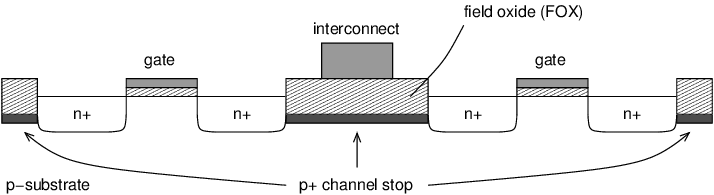 field oxide (FOX)
interconnect
gate
gate
n+
n+
n+
n+
p−substrate
p+ channel stop